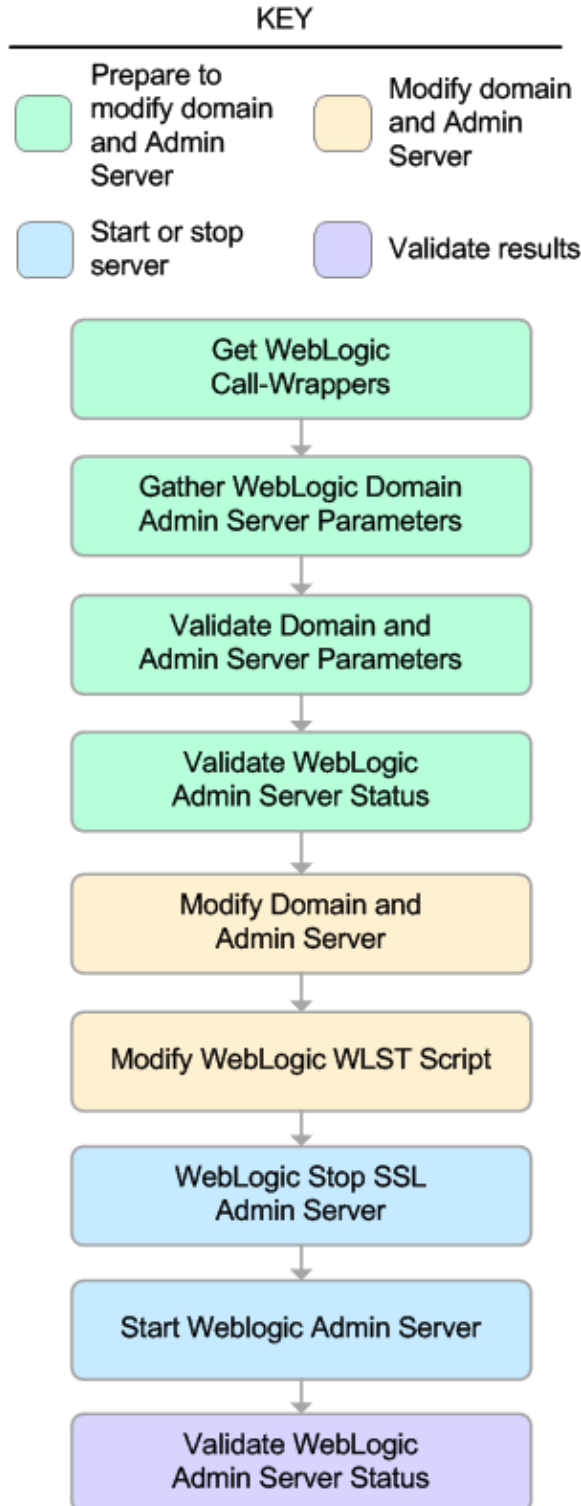 KEY
Prepare to
modify domain
and Admin
Server
Modify domain
and Admin
Server
Start or stop
server
Validate results
Get WebLogic
Call-Wrappers
Gather WebLogic Domain
Admin Server Parameters
Validate Domain and
Admin Server Parameters
Validate WebLogic
Admin Server Status
Modify Domain and
Admin Server
Modify WebLogic WLST Script
WebLogic Stop SSL
Admin Server
Start Weblogic Admin Server
Validate WebLogic
Admin Server Status